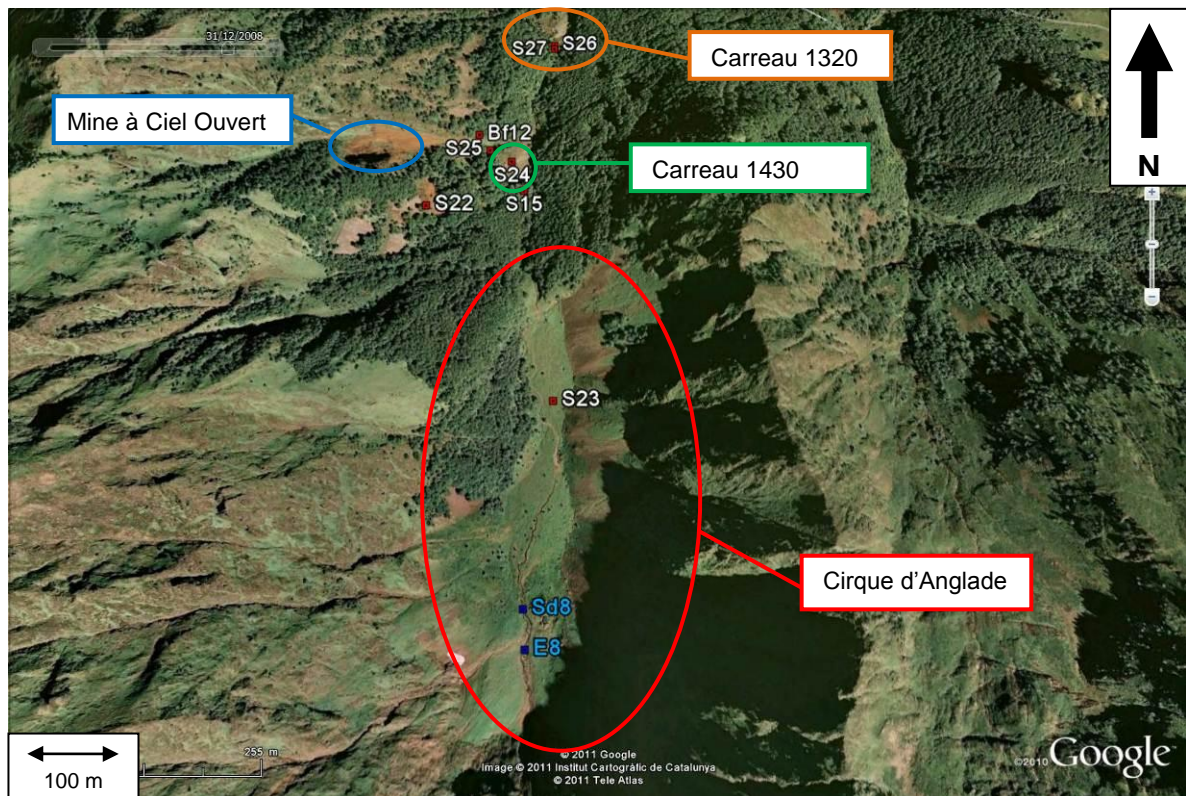 31/12/2008
S27 S26
Carreau 1320
N
Mine à Ciel Ouvert
Bf12
S25
S24
Carreau 1430
S15
S22
S23
Cirque d'Anglade
Sd8
E8
255 m
100 m
© 2011 Google
Image © 2011 Institut Cartogràfic de Catalunya
© 2011 Tele Atlas
©2010 Google